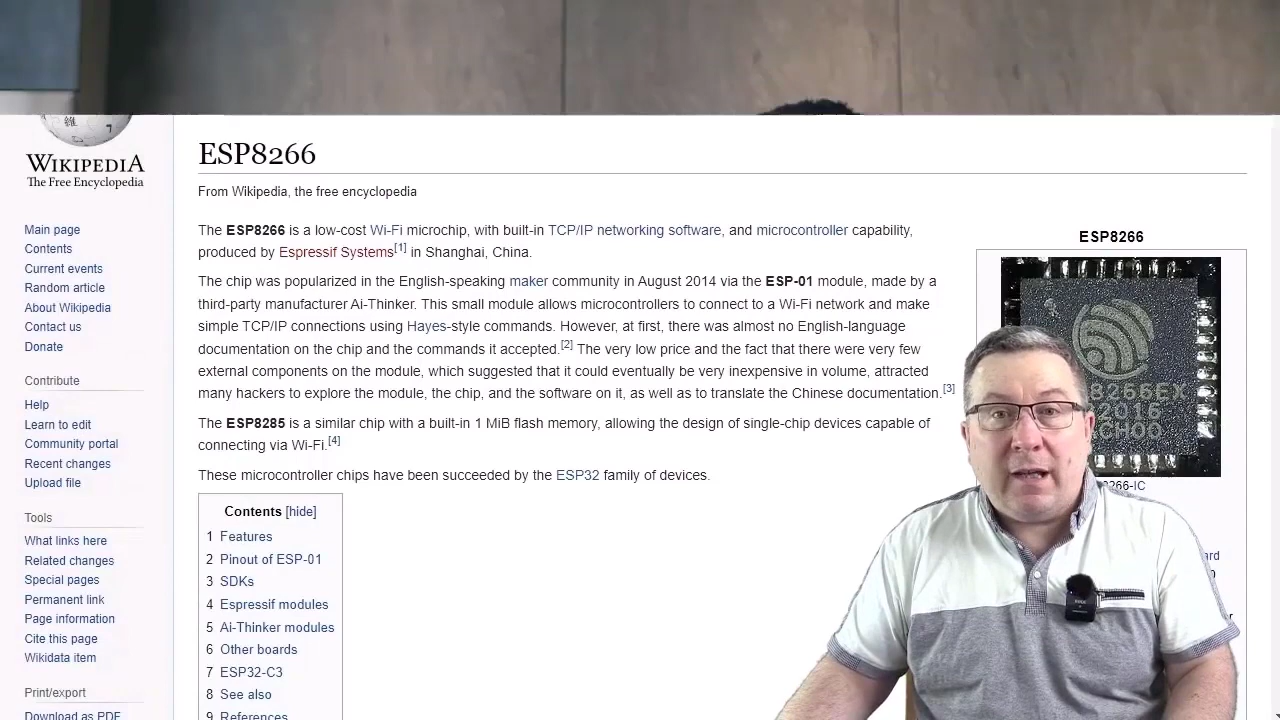 WIKIPEDIA
The Free Encyclopedia
Main page
Contents
Current events
Random article
About Wikipedia
Contact us
Donate
Contribute
Help
Learn to edit
Community portal
Recent changes
Upload file
Tools
What links here
Related changes
Special pages
Permanent link
Page information
Cite this page
Wikidata item
Print/export
Download as PDF
ESP8266
From Wikipedia, the free encyclopedia
The ESP8266 is a low-cost Wi-Fi microchip, with built-in TCP/IP networking software, and microcontroller capability,
produced by Espressif Systems[1] in Shanghai, China.
The chip was popularized in the English-speaking maker community in August 2014 via the ESP-01 module, made by a
third-party manufacturer Ai-Thinker. This small module allows microcontrollers to connect to a Wi-Fi network and make
simple TCP/IP connections using Hayes-style commands. However, at first, there was almost no English-language
documentation on the chip and the commands it accepted.[2] The very low price and the fact that there were very few
external components on the module, which suggested that it could eventually be very inexpensive in volume, attracted
many hackers to explore the module, the chip, and the software on it, as well as to translate the Chinese documentation.[3]
The ESP8285 is a similar chip with a built-in 1 MiB flash memory, allowing the design of single-chip devices capable of
connecting via Wi-Fi.[4]
These microcontroller chips have been succeeded by the ESP32 family of devices.
Contents [hide]
1 Features
2 Pinout of ESP-01
3 SDKs
4 Espressif modules
5 Ai-Thinker modules
6 Other boards
7 ESP32-C3
8 See also
9 References
ESP8266
8266EX
2016
8266-IC